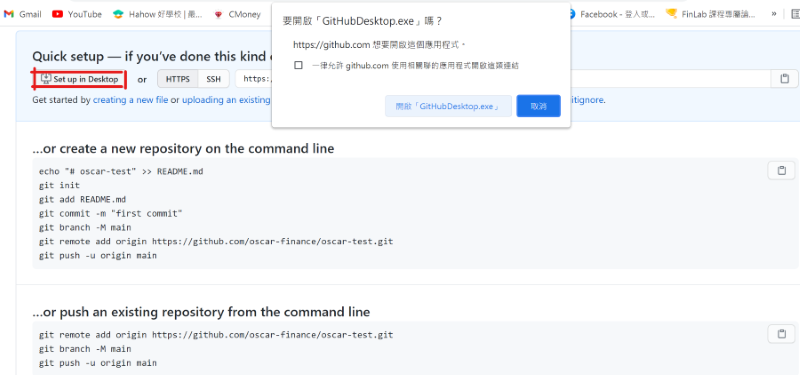 Gmail
YouTube
Hahow 好學校 | 最...
CMoney
Facebook - 登入或...
FinLab 課程專屬論...
要開啟「GitHubDesktop.exe」嗎？
https://github.com 想要開啟這個應用程式。
一律允許 github.com 使用相關聯的應用程式開啟這類連結
開啟「GitHubDesktop.exe」
取消
Quick setup — if you’ve done this kind
Set up in Desktop
or
HTTPS
SSH
https:
Get started by creating a new file or uploading an existing
itignore.
...or create a new repository on the command line
echo "# oscar-test" >> README.md
git init
git add README.md
git commit -m "first commit"
git branch -M main
git remote add origin https://github.com/oscar-finance/oscar-test.git
git push -u origin main
...or push an existing repository from the command line
git remote add origin https://github.com/oscar-finance/oscar-test.git
git branch -M main
git push -u origin main